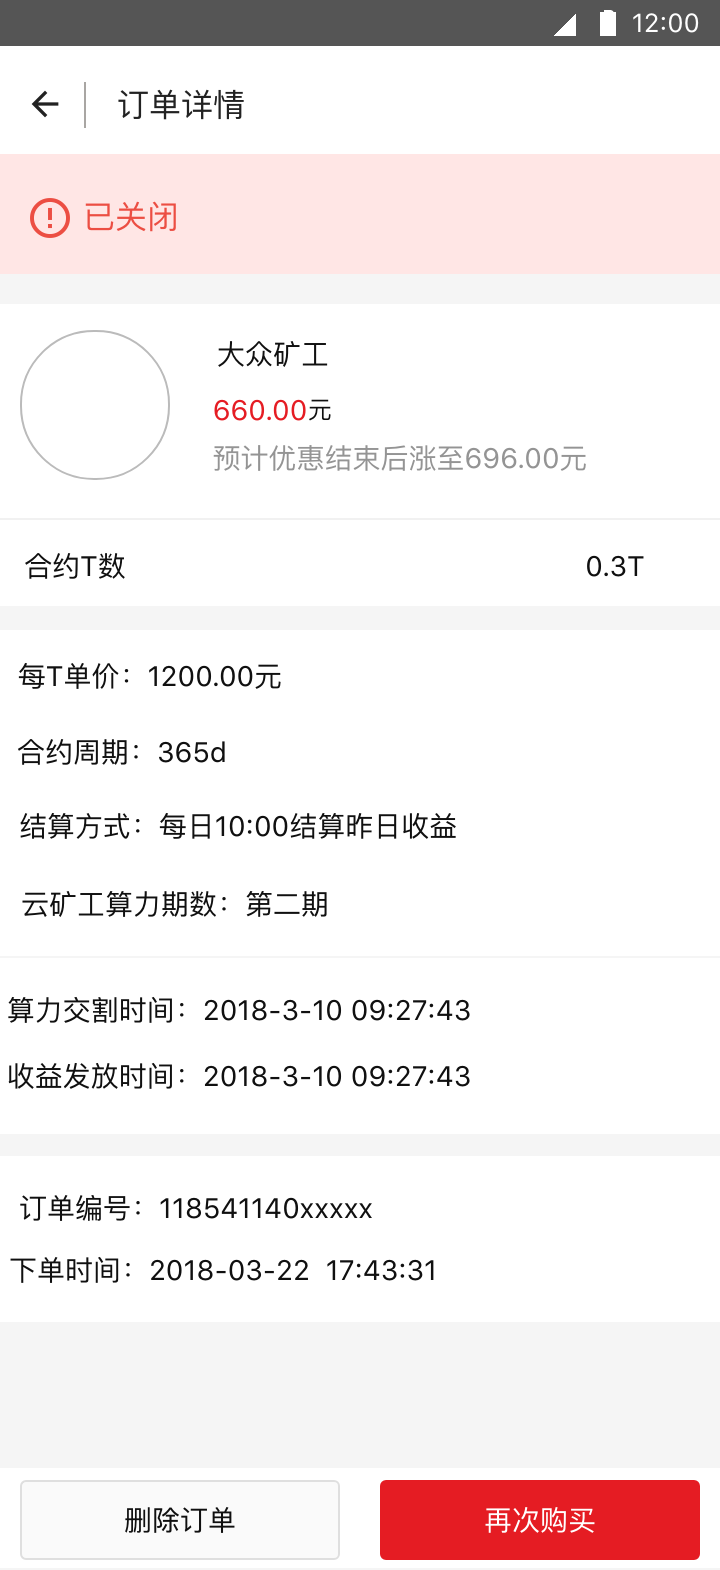 12:00
订单详情
已关闭
大众矿工
660.00元
预计优惠结束后涨至696.00元
合约T数 0.3T
每T单价：1200.00元
合约周期：365d
结算方式：每日10:00结算昨日收益
云矿工算力期数：第二期
算力交割时间：2018-3-10 09:27:43
收益发放时间：2018-3-10 09:27:43
订单编号：118541140xxxxx
下单时间：2018-03-22 17:43:31
删除订单 再次购买